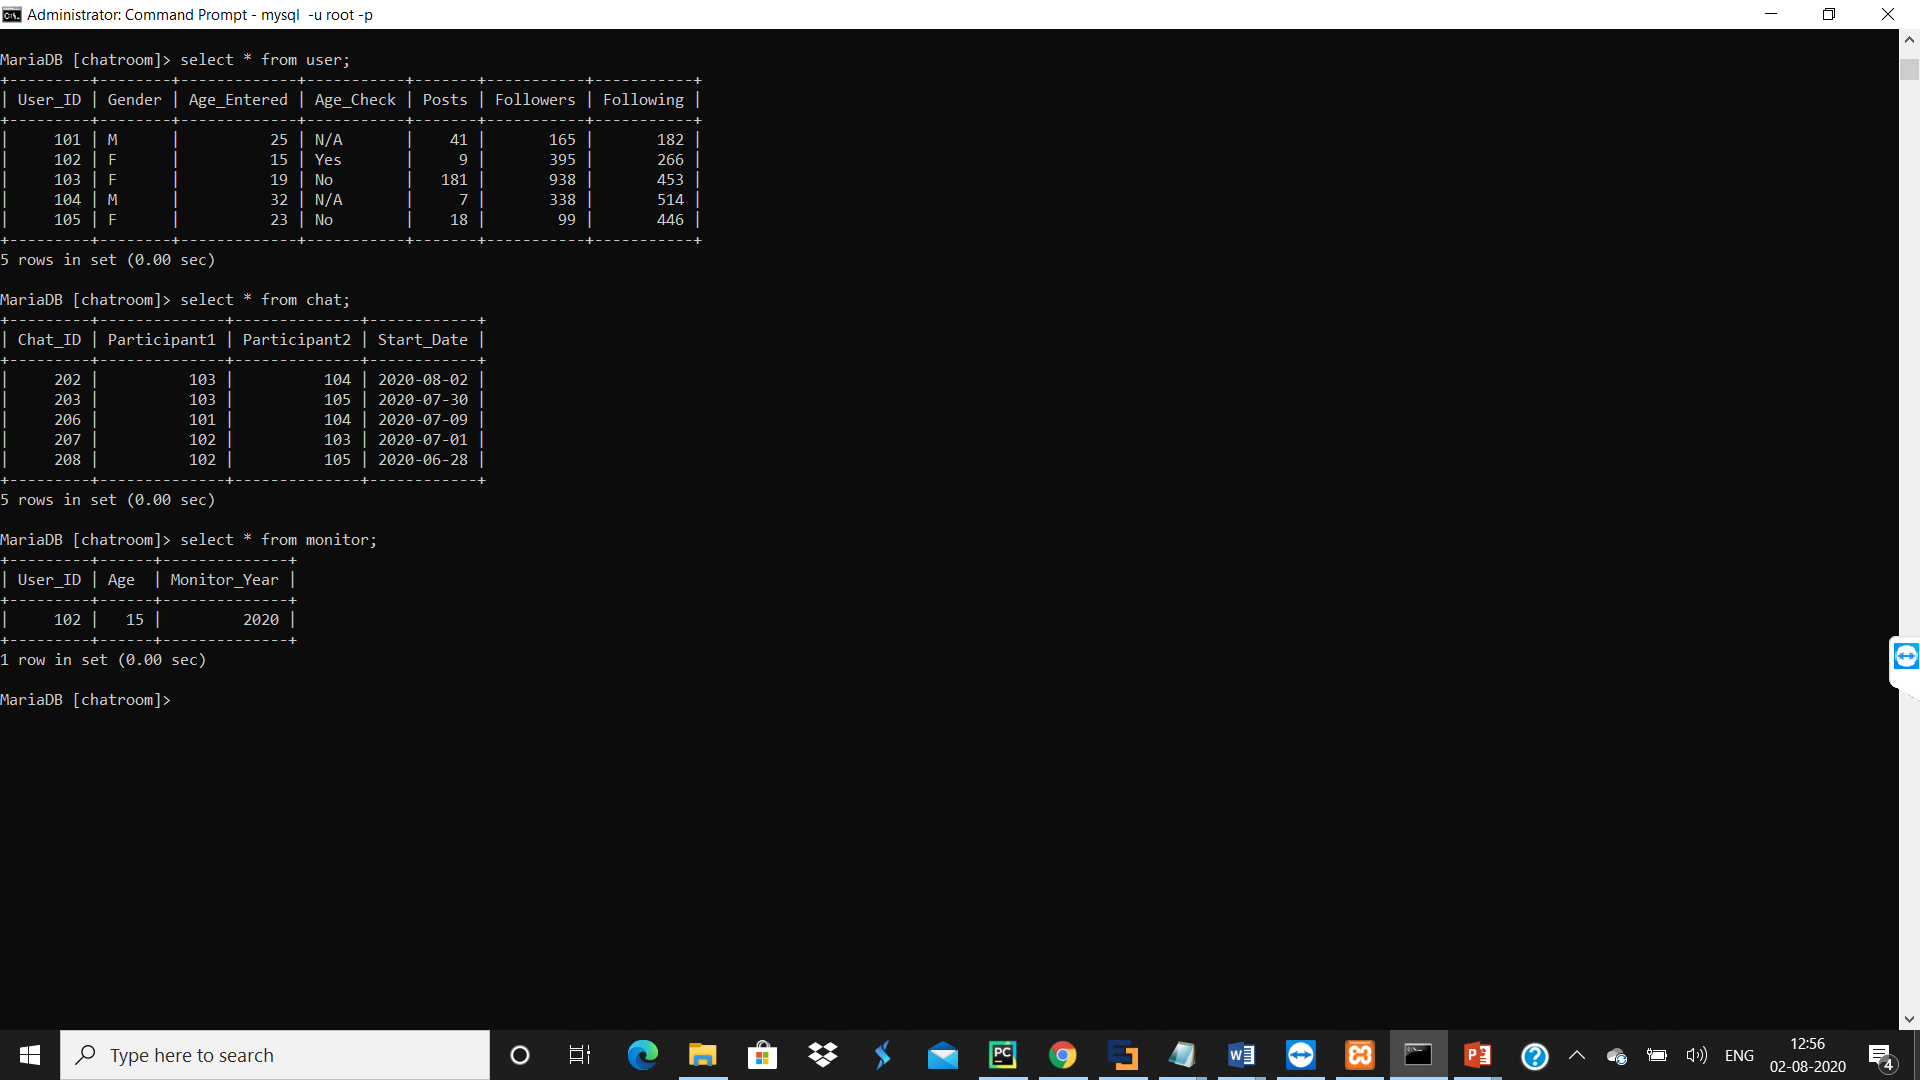 Administrator: Command Prompt - mysql  -u root -p
MariaDB [chatroom]> select * from user;
+---------+--------+-------------+-----------+-------+-----------+-----------+
| User_ID | Gender | Age_Entered | Age_Check | Posts | Followers | Following |
+---------+--------+-------------+-----------+-------+-----------+-----------+
|     101 | M      |          25 | N/A       |    41 |       165 |       182 |
|     102 | F      |          15 | Yes       |     9 |       395 |       266 |
|     103 | F      |          19 | No        |   181 |       938 |       453 |
|     104 | M      |          32 | N/A       |     7 |       338 |       514 |
|     105 | F      |          23 | No        |    18 |        99 |       446 |
+---------+--------+-------------+-----------+-------+-----------+-----------+
5 rows in set (0.00 sec)
MariaDB [chatroom]> select * from chat;
+---------+--------------+--------------+------------+
| Chat_ID | Participant1 | Participant2 | Start_Date |
+---------+--------------+--------------+------------+
|     202 |          103 |          104 | 2020-08-02 |
|     203 |          103 |          105 | 2020-07-30 |
|     206 |          101 |          104 | 2020-07-09 |
|     207 |          102 |          103 | 2020-07-01 |
|     208 |          102 |          105 | 2020-06-28 |
+---------+--------------+--------------+------------+
5 rows in set (0.00 sec)
MariaDB [chatroom]> select * from monitor;
+---------+------+--------------+
| User_ID | Age  | Monitor_Year |
+---------+------+--------------+
|     102 |   15 |         2020 |
+---------+------+--------------+
1 row in set (0.00 sec)
MariaDB [chatroom]>
Type here to search
ENG
12:56
02-08-2020
4